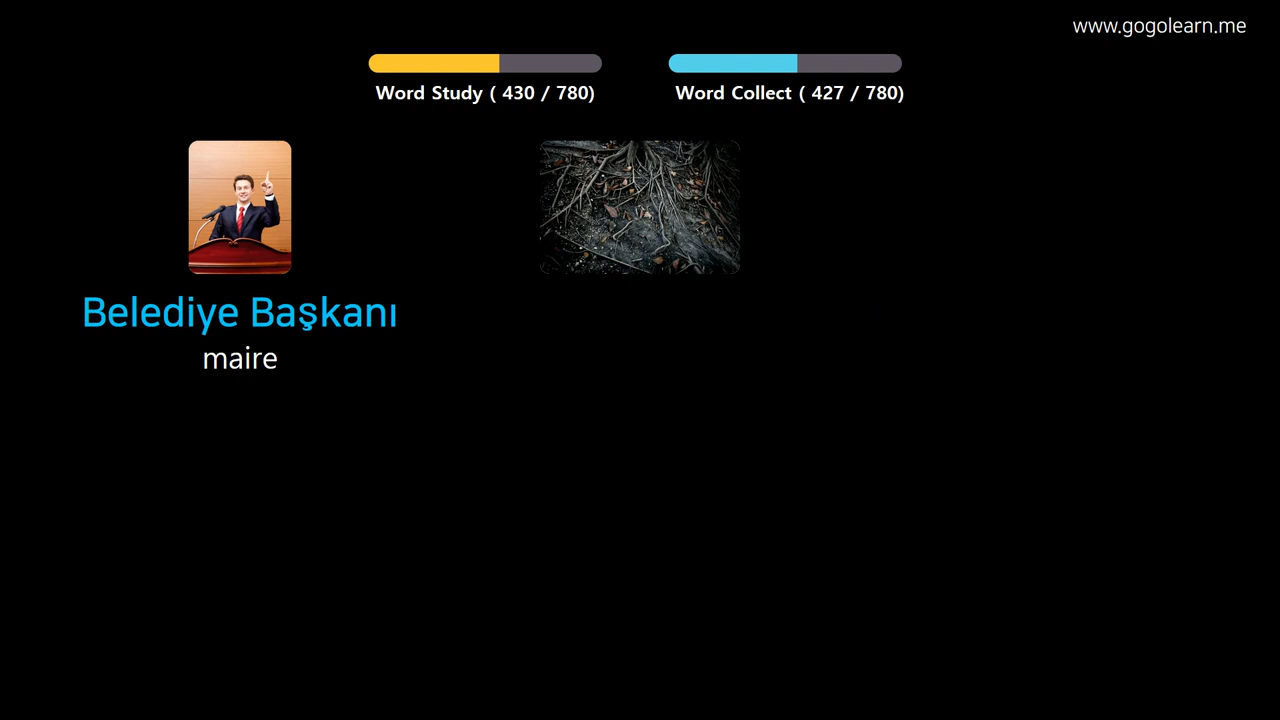 www.gogolearn.me
Word Study ( 430 / 780)
Word Collect ( 427 / 780)
Belediye Başkanı
maire